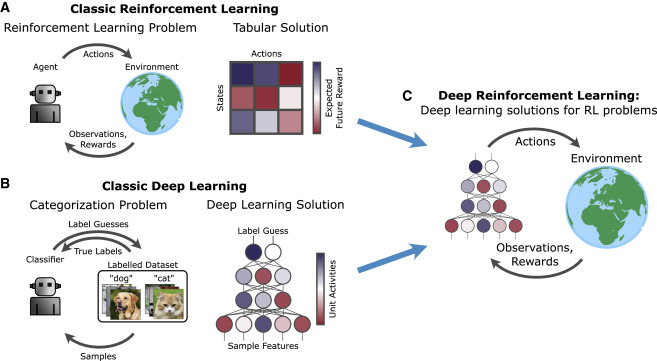 A
Classic Reinforcement Learning
Reinforcement Learning Problem
Tabular Solution
Actions
Agent
Environment
Observations,
Rewards
Actions
States
Expected
Future Reward
B
Classic Deep Learning
Categorization Problem
Deep Learning Solution
Label Guesses
True Labels
Classifier
Labelled Dataset
"dog"
"cat"
Samples
Label Guess
Unit Activities
Sample Features
C
Deep Reinforcement Learning:
Deep learning solutions for RL problems
Actions
Environment
Observations,
Rewards